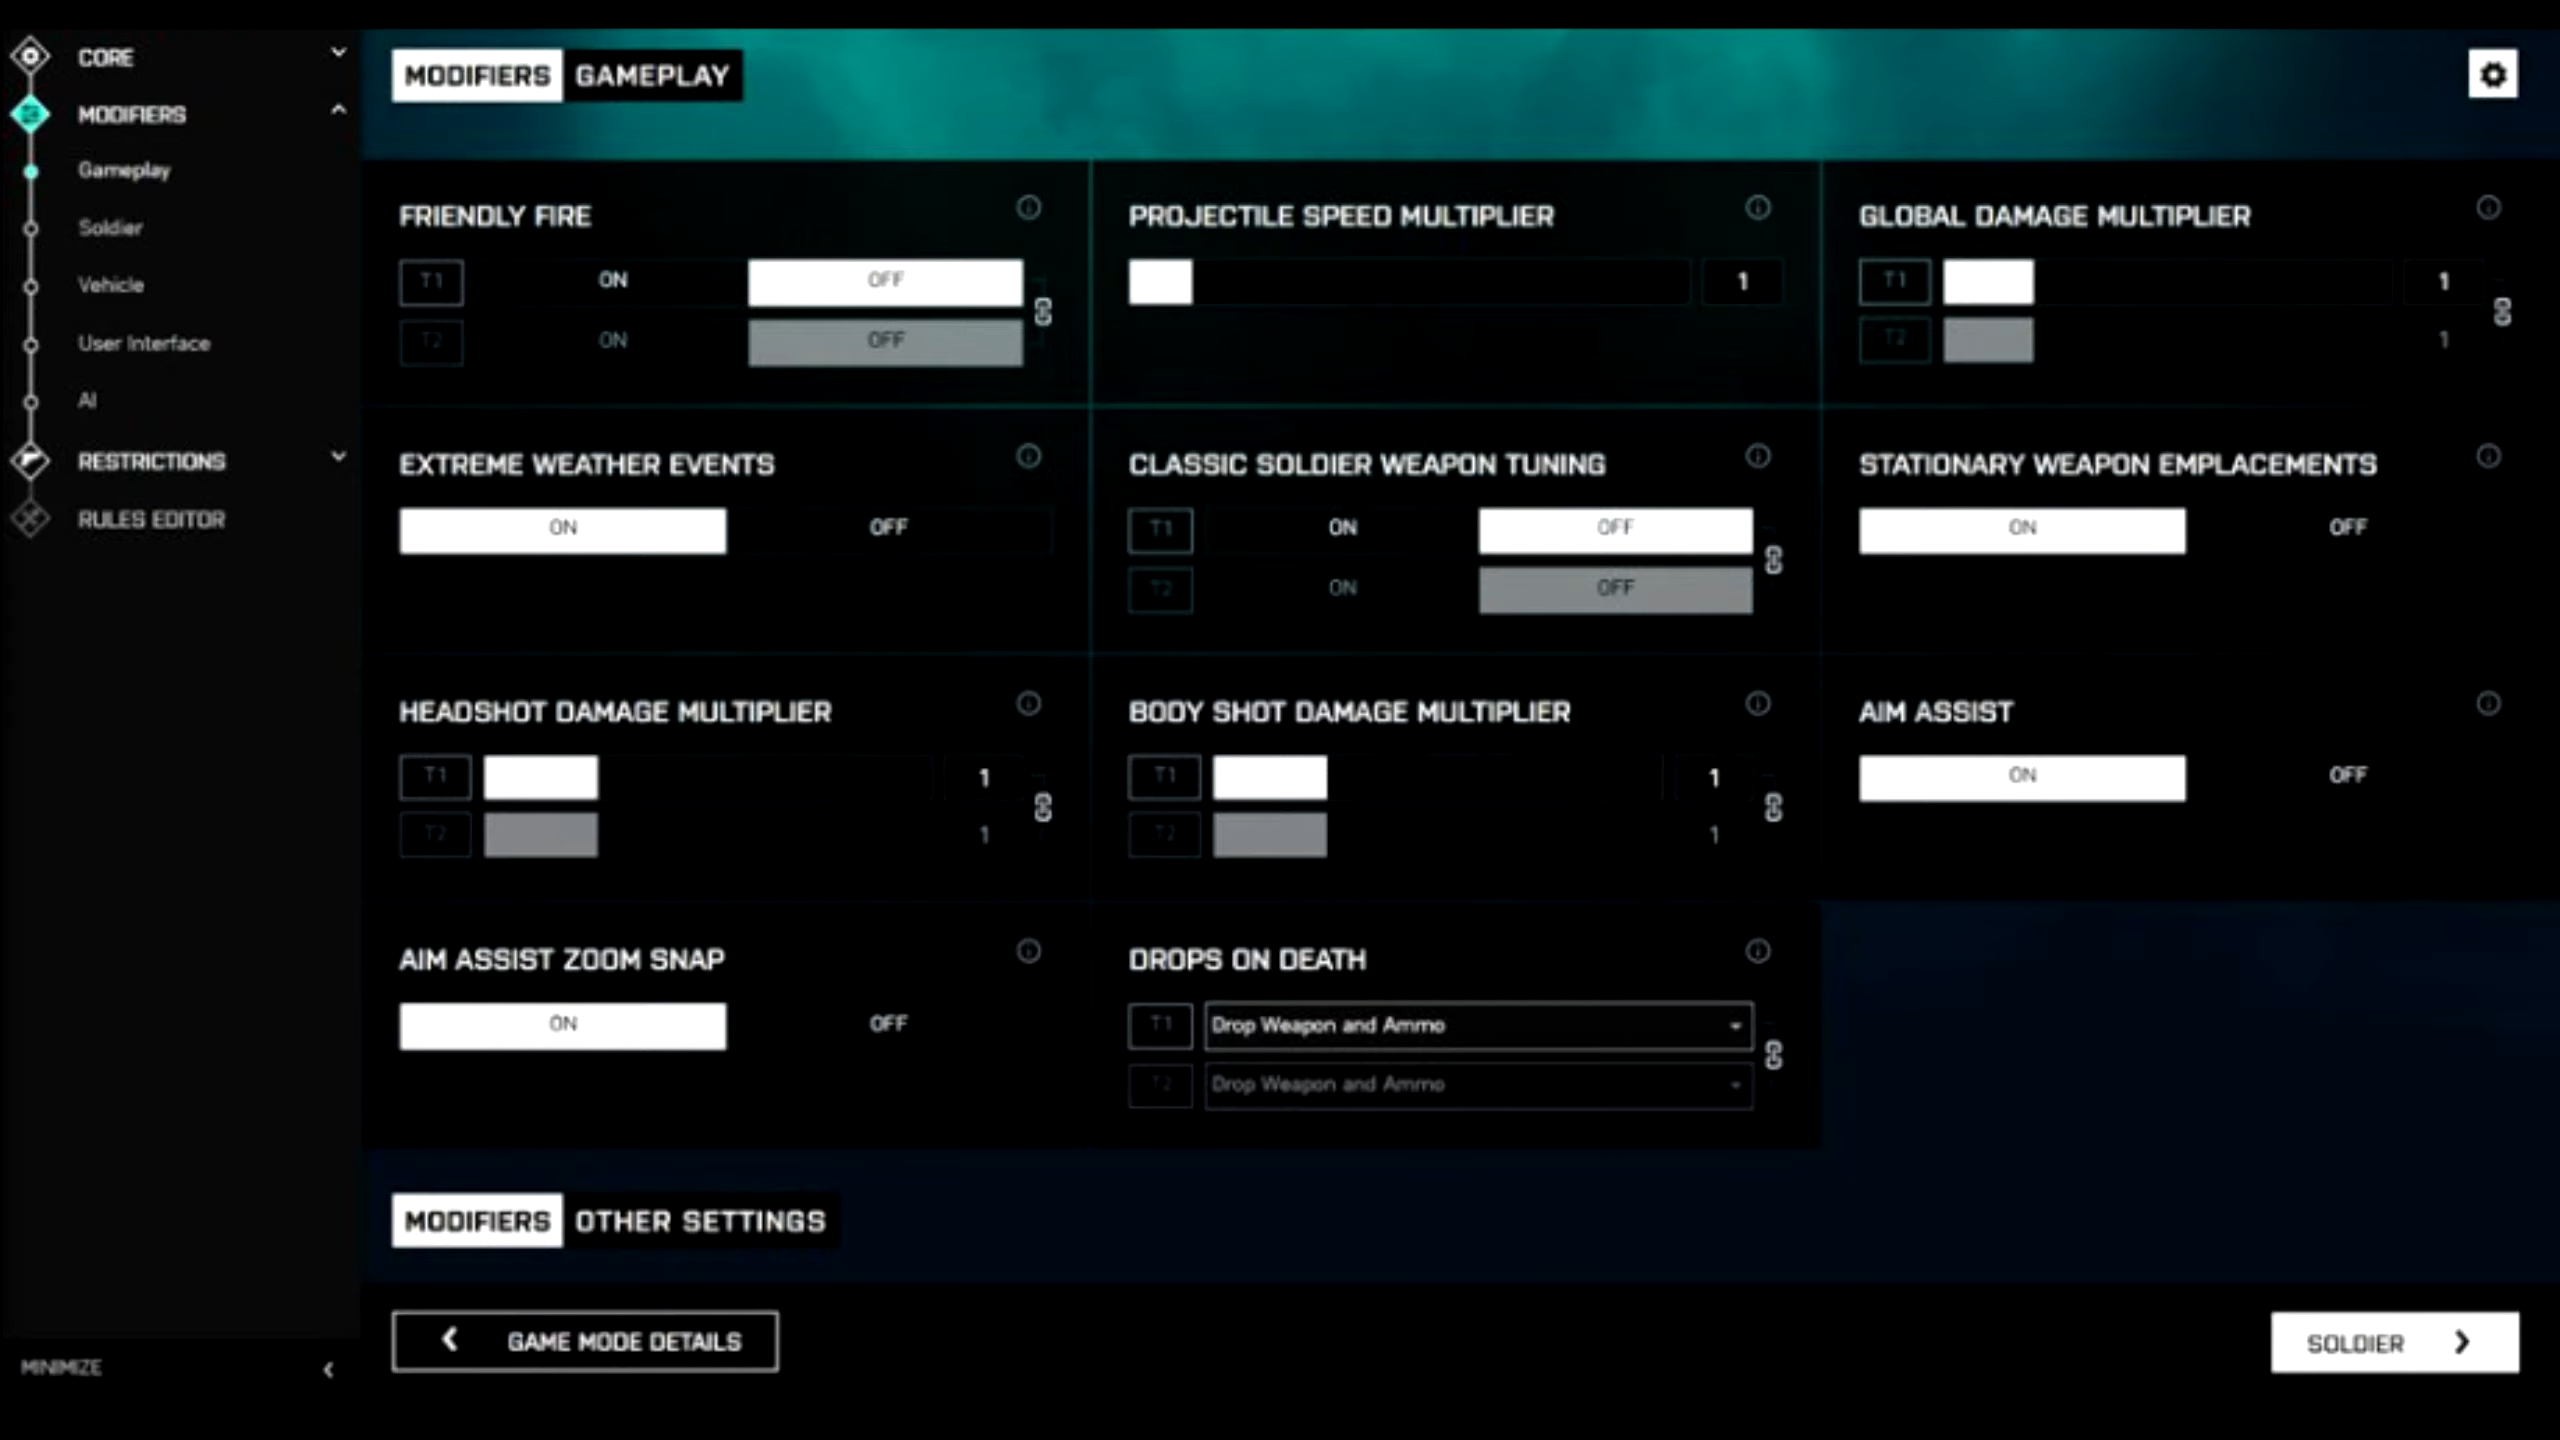 CORE
MODIFIERS
Gameplay
Soldier
Vehicle
User Interface
AI
RESTRICTIONS
RULES EDITOR
MINIMIZE
MODIFIERS GAMEPLAY
FRIENDLY FIRE
T1 ON OFF
T2 ON OFF
PROJECTILE SPEED MULTIPLIER
1
GLOBAL DAMAGE MULTIPLIER
T1 1
T2 1
EXTREME WEATHER EVENTS
ON OFF
CLASSIC SOLDIER WEAPON TUNING
T1 ON OFF
T2 ON OFF
STATIONARY WEAPON EMPLACEMENTS
ON OFF
HEADSHOT DAMAGE MULTIPLIER
T1 1
T2 1
BODY SHOT DAMAGE MULTIPLIER
T1 1
T2 1
AIM ASSIST
ON OFF
AIM ASSIST ZOOM SNAP
ON OFF
DROPS ON DEATH
T1 Drop Weapon and Ammo
T2 Drop Weapon and Ammo
MODIFIERS OTHER SETTINGS
GAME MODE DETAILS
SOLDIER